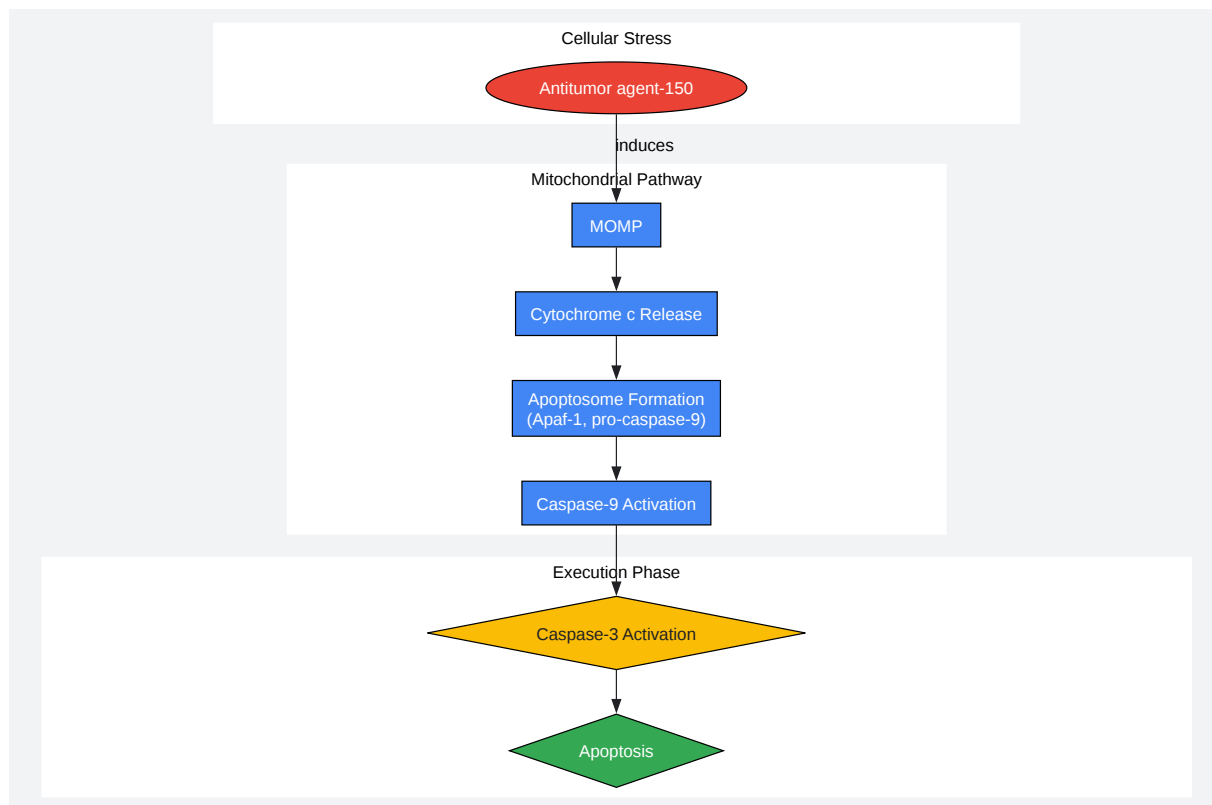 Cellular Stress
Antitumor agent-150
induces
Mitochondrial Pathway
MOMP
Cytochrome c Release
Apoptosome Formation
(Apaf-1, pro-caspase-9)
Caspase-9 Activation
Execution Phase
Caspase-3 Activation
Apoptosis